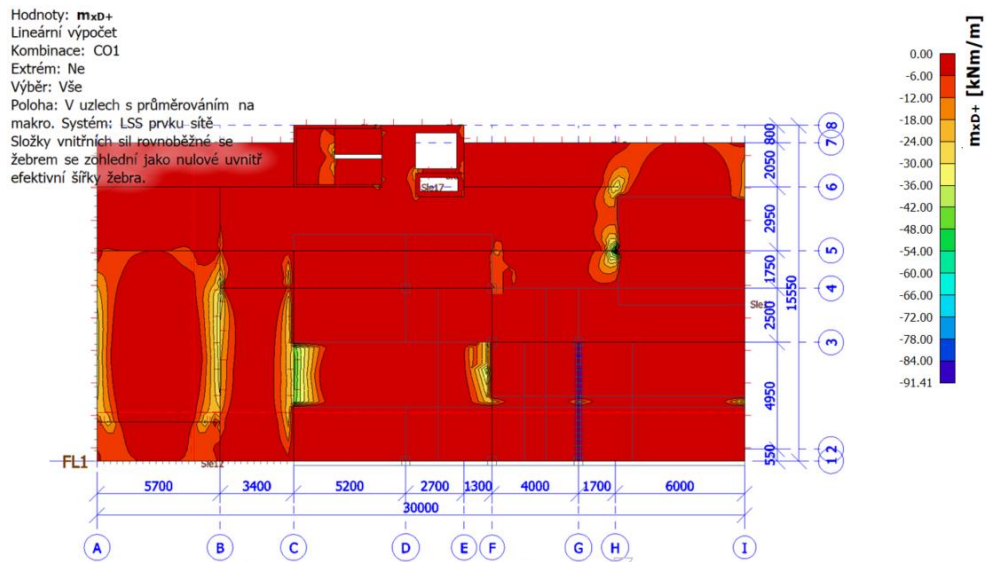 Hodnoty: mxD+
Lineární výpočet
Kombinace: CO1
Extrém: Ne
Výběr: Vše
Poloha: V uzlech s průměrováním na
makro. Systém: LSS prvku sítě
Složky vnitřních sil rovnoběžné se
žebrem se zohlední jako nulové uvnitř
efektivní šířky žebra.
mxD+ [kNm/m]
0.00
-6.00
-12.00
-18.00
-24.00
-30.00
-36.00
-42.00
-48.00
-54.00
-60.00
-66.00
-72.00
-78.00
-84.00
-91.41
800
2050
2950
1750
2500
4950
550
15550
8
7
6
5
4
3
2
1
Sle17
FL1
Sle12
5700
3400
5200
2700
1300
4000
1700
6000
30000
A
B
C
D
E
F
G
H
I